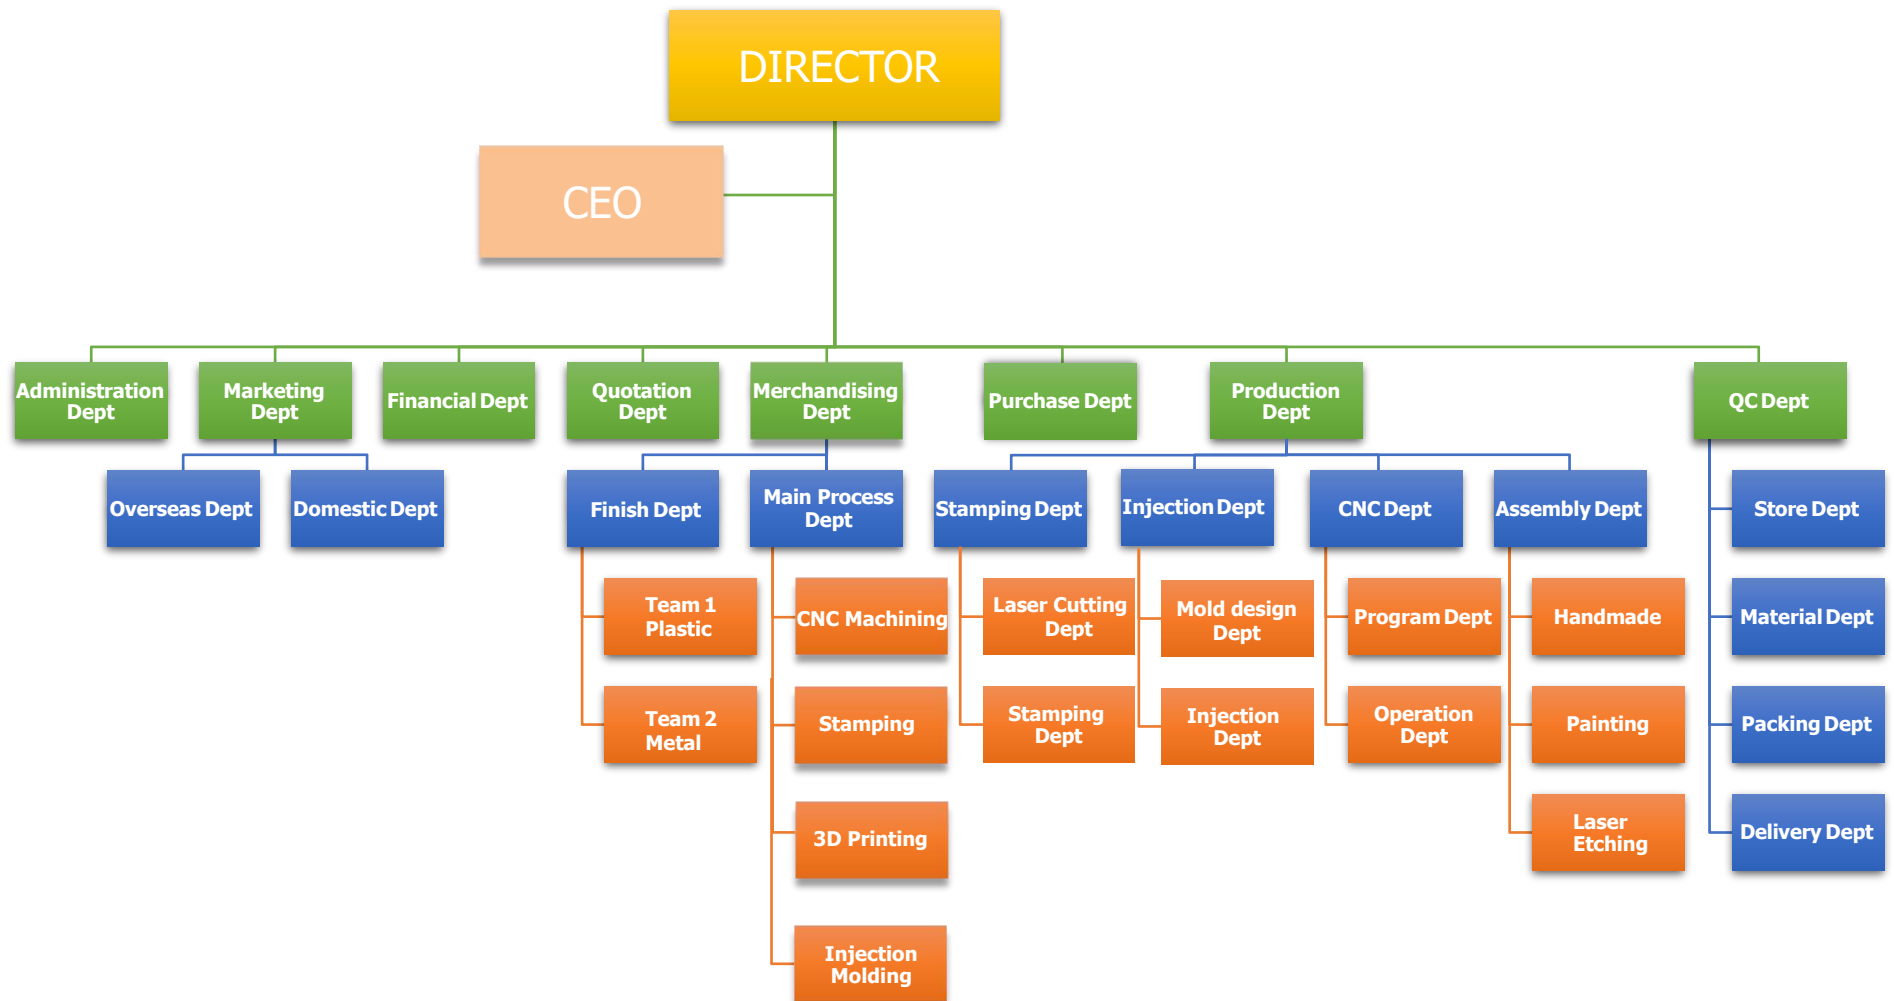 DIRECTOR
CEO
Administration
Dept
Marketing
Dept
Financial Dept
Quotation
Dept
Merchandising
Dept
Purchase Dept
Production
Dept
QC Dept
Overseas Dept
Domestic Dept
Finish Dept
Main Process
Dept
Stamping Dept
Injection Dept
CNC Dept
Assembly Dept
Store Dept
Team 1
Plastic
CNC Machining
Laser Cutting
Dept
Mold design
Dept
Program Dept
Handmade
Material Dept
Team 2
Metal
Stamping
Stamping
Dept
Injection
Dept
Operation
Dept
Painting
Packing Dept
3D Printing
Laser
Etching
Delivery Dept
Injection
Molding